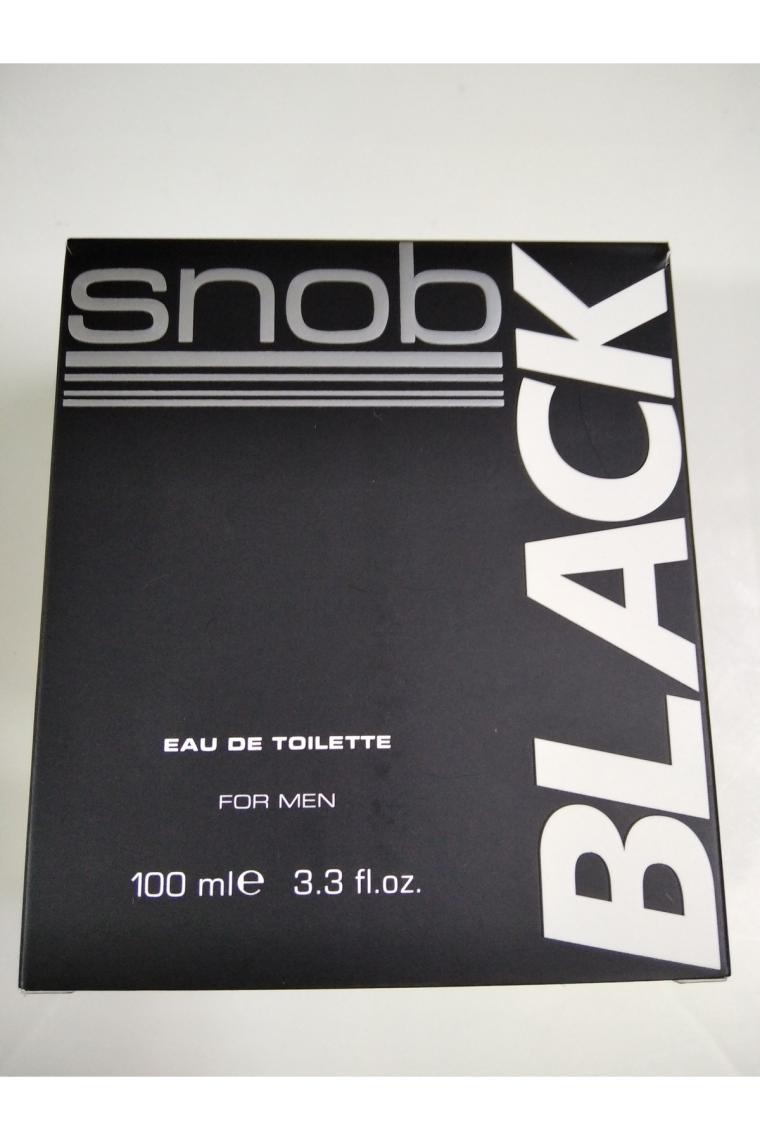 snob
BLACK
EAU DE TOILETTE
FOR MEN
100 ml℮ 3.3 fl.oz.